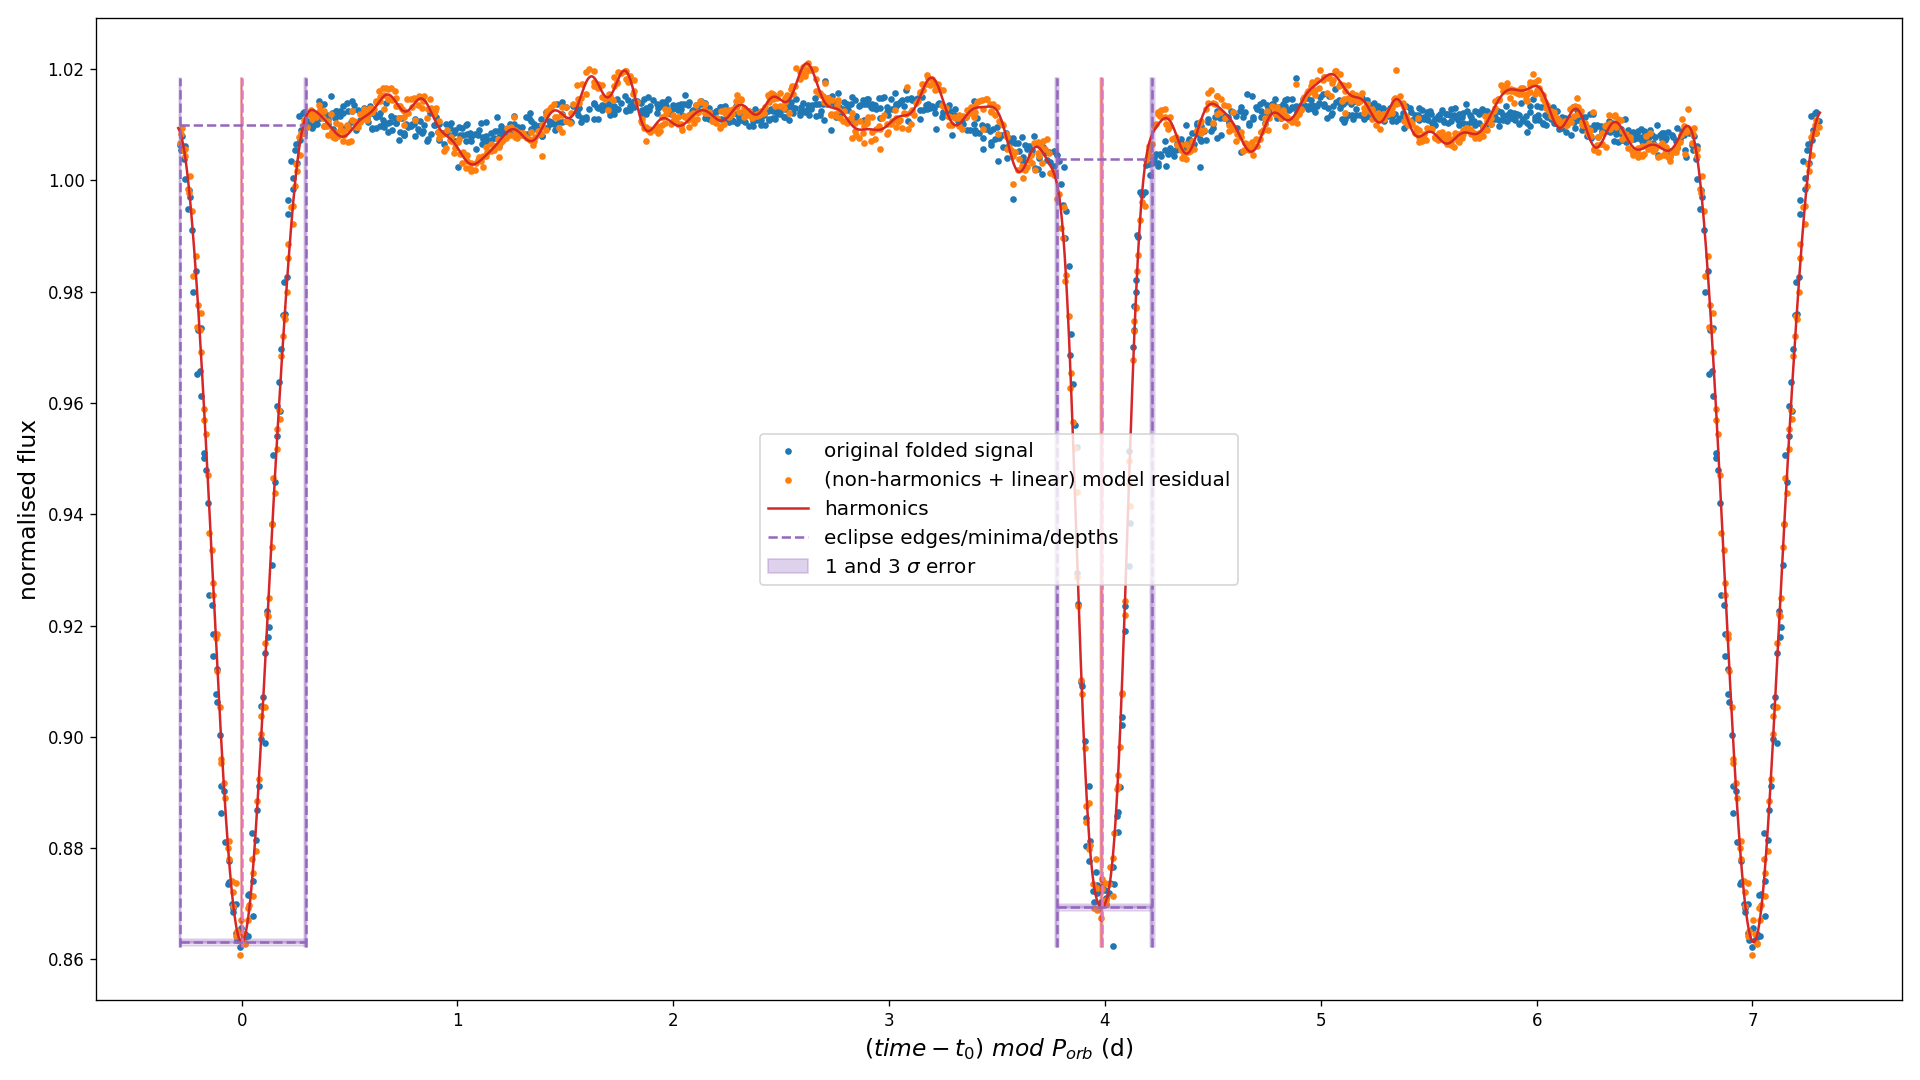 normalised flux
1.02
1.00
0.98
0.96
0.94
0.92
0.90
0.88
0.86
original folded signal
(non-harmonics + linear) model residual
harmonics
eclipse edges/minima/depths
1 and 3 σ error
0 1 2 3 4 5 6 7
(time − t₀) mod Pₒᵣb (d)